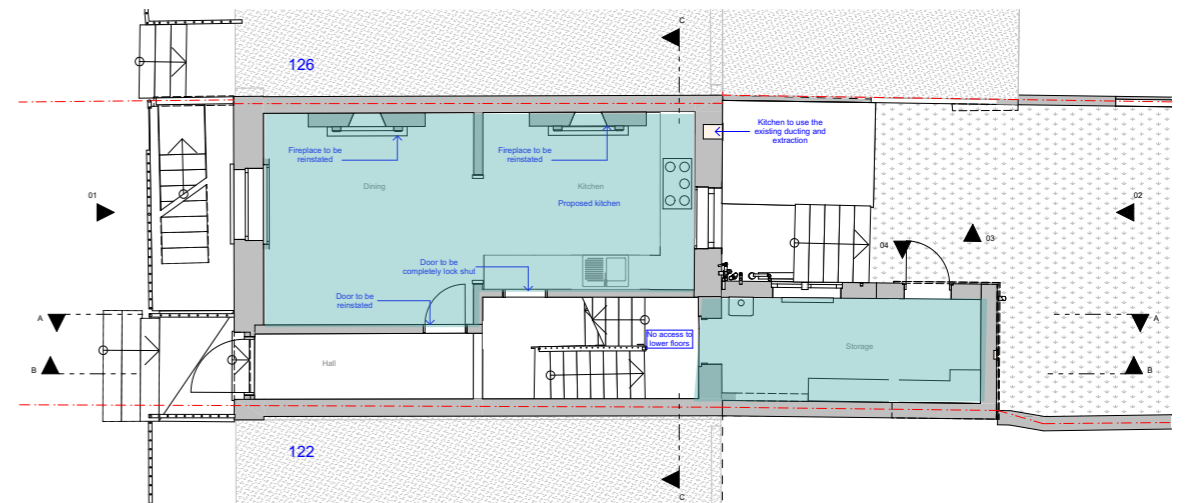 C
126
Kitchen to use the
existing ducting and
extraction
Fireplace to be
reinstated
Fireplace to be
reinstated
Dining
Kitchen
Proposed kitchen
01
02
03
04
Door to be
completely lock shut
Door to be
reinstated
A
A
No access to
lower floors
Storage
Hall
B
B
122
C